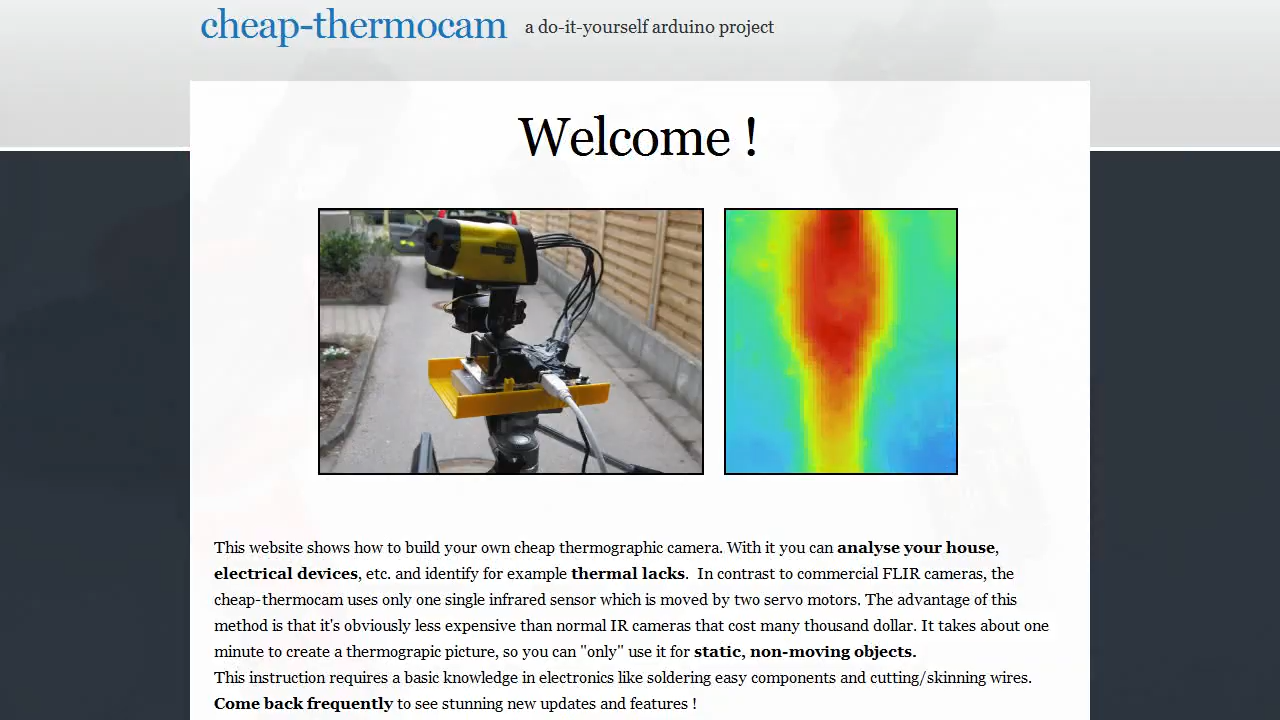 cheap-thermocam a do-it-yourself arduino project
Welcome !
This website shows how to build your own cheap thermographic camera. With it you can analyse your house,
electrical devices, etc. and identify for example thermal lacks.  In contrast to commercial FLIR cameras, the
cheap-thermocam uses only one single infrared sensor which is moved by two servo motors. The advantage of this
method is that it's obviously less expensive than normal IR cameras that cost many thousand dollar. It takes about one
minute to create a thermograpic picture, so you can "only" use it for static, non-moving objects.
This instruction requires a basic knowledge in electronics like soldering easy components and cutting/skinning wires.
Come back frequently to see stunning new updates and features !